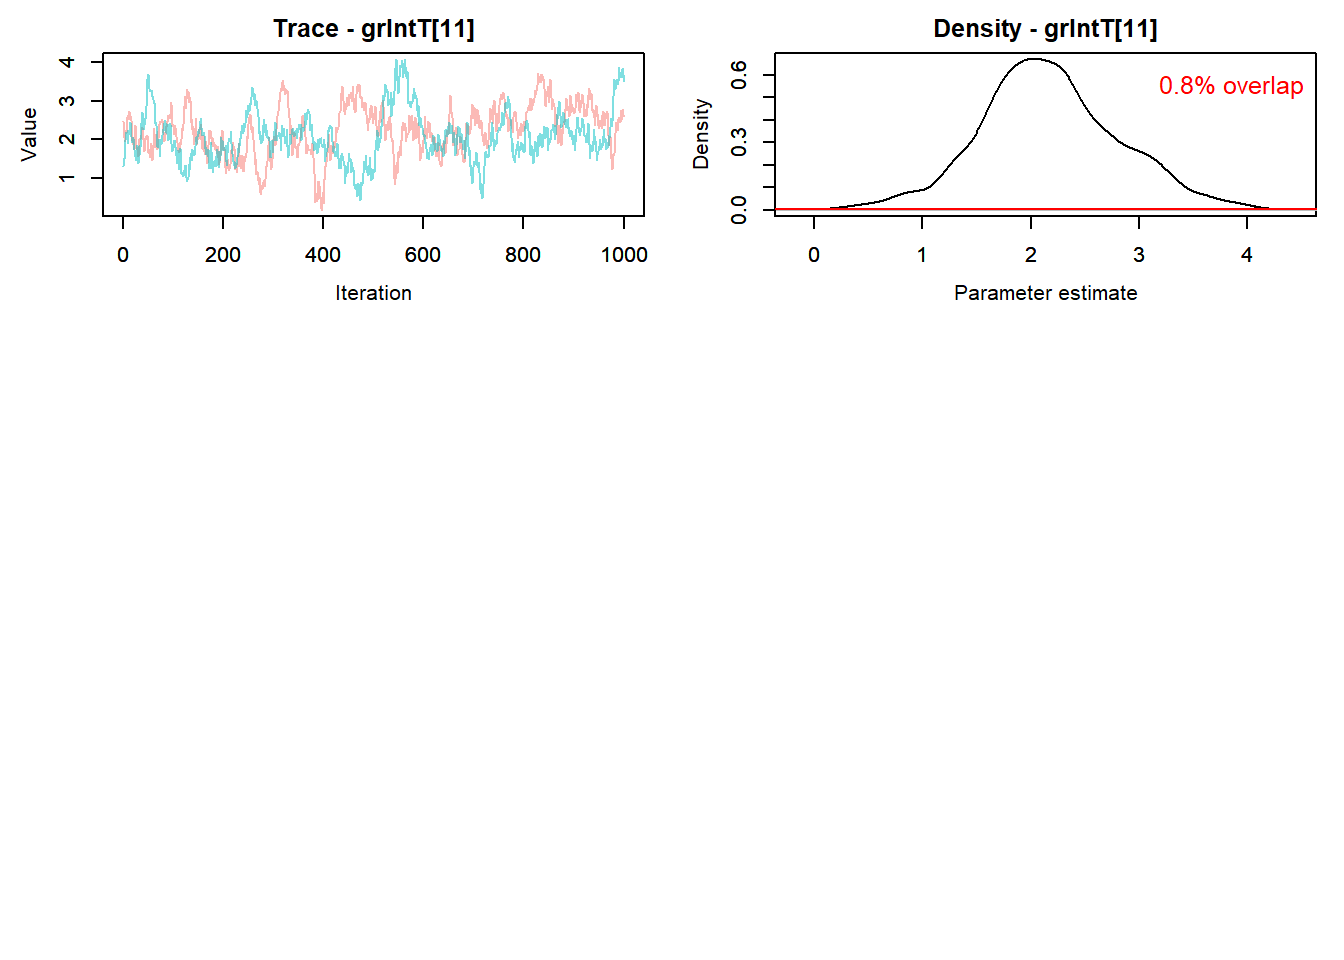 Trace - grIntT[11]
Value
4
3
2
1
0 200 400 600 800 1000
Iteration
Density - grIntT[11]
Density
0.6
0.3
0.0
0.8% overlap
0 1 2 3 4
Parameter estimate